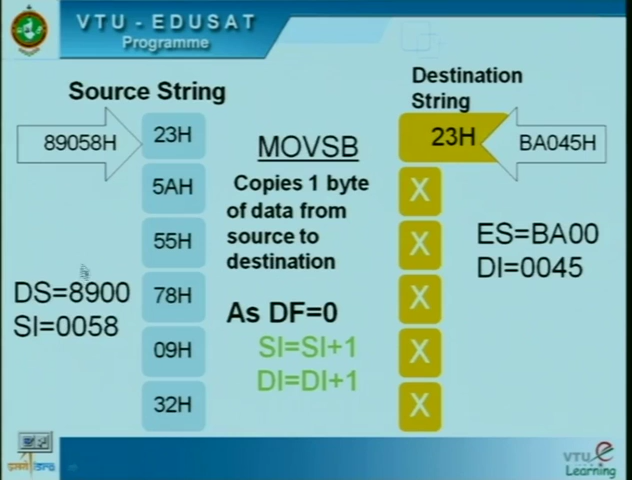 VTU - EDUSAT
Programme
Source String
Destination
String
89058H
23H
5AH
55H
78H
09H
32H
DS=8900
SI=0058
MOVSB
Copies 1 byte
of data from
source to
destination
As DF=0
SI=SI+1
DI=DI+1
23H
X
X
X
X
X
BA045H
ES=BA00
DI=0045
VTU e
Learning